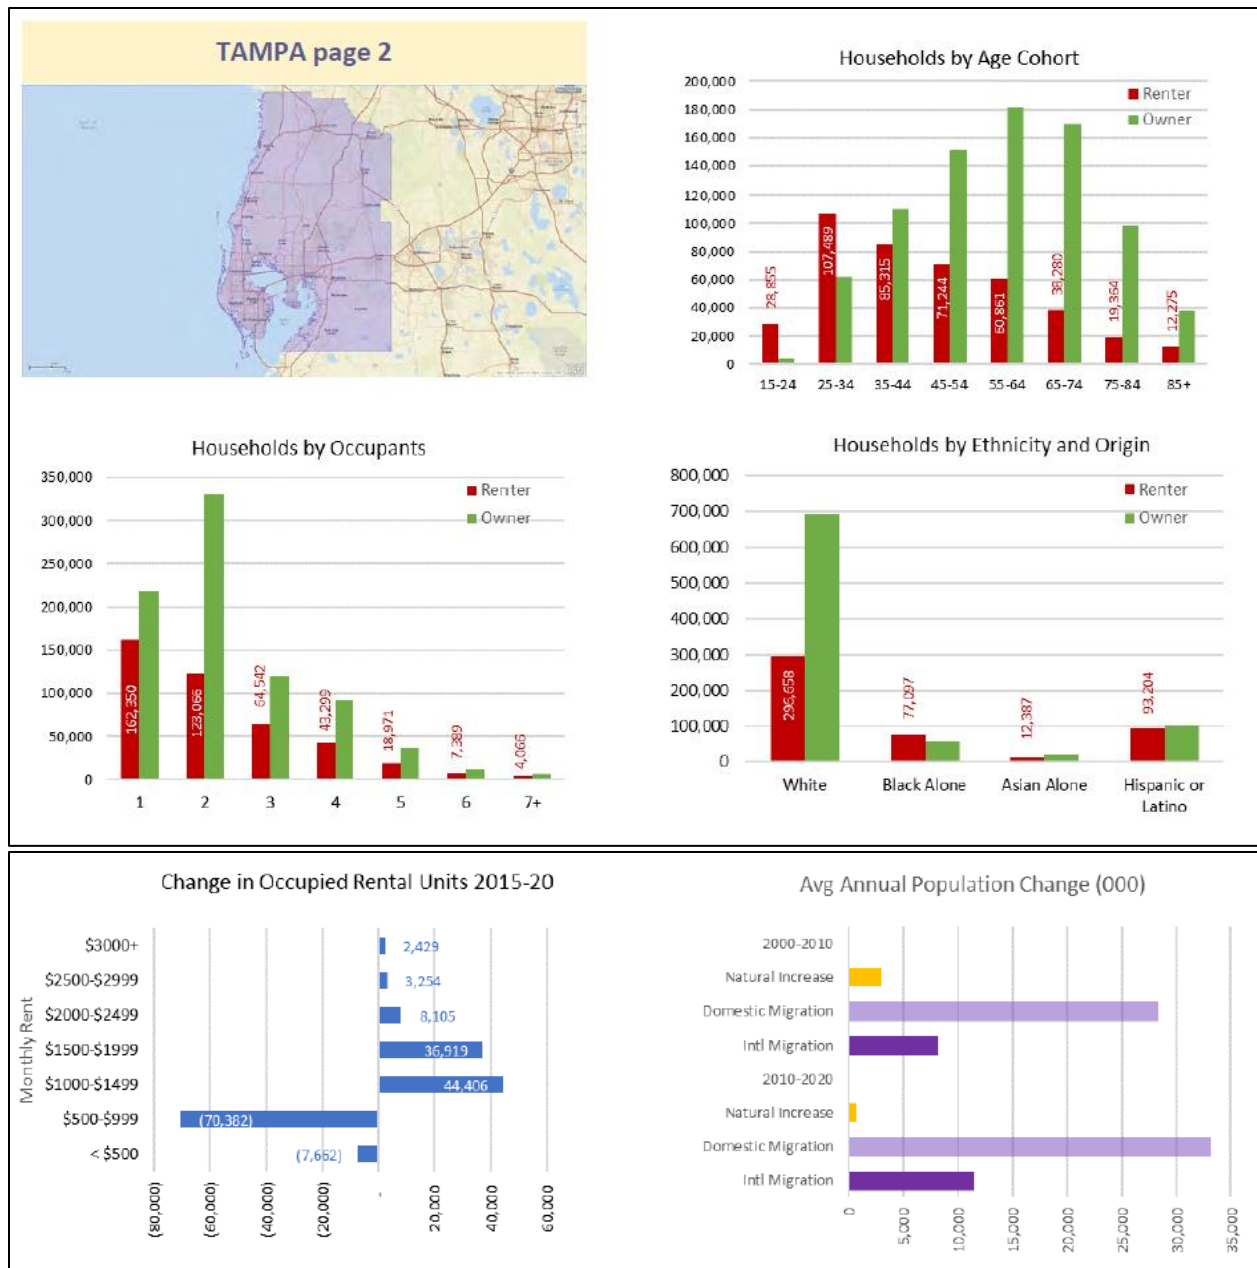 TAMPA page 2
Households by Age Cohort
200,000
180,000
160,000
140,000
120,000
100,000
80,000
60,000
40,000
20,000
0
Renter
Owner
28,855
107,489
85,315
71,244
60,861
38,280
19,364
12,275
15-24 25-34 35-44 45-54 55-64 65-74 75-84 85+
Households by Occupants
350,000
300,000
250,000
200,000
150,000
100,000
50,000
0
Renter
Owner
162,350
123,066
64,542
43,299
18,971
7,389
4,066
1 2 3 4 5 6 7+
Households by Ethnicity and Origin
800,000
700,000
600,000
500,000
400,000
300,000
200,000
100,000
0
Renter
Owner
296,658
77,097
12,387
93,204
White Black Alone Asian Alone Hispanic or
Latino
Change in Occupied Rental Units 2015-20
Monthly Rent
$3000+ 2,429
$2500-$2999 3,254
$2000-$2499 8,105
$1500-$1999 36,919
$1000-$1499 44,406
$500-$999 (70,382)
< $500 (7,662)
(80,000) (60,000) (40,000) (20,000) - 20,000 40,000 60,000
Avg Annual Population Change (000)
2000-2010
Natural Increase
Domestic Migration
Intl Migration
2010-2020
Natural Increase
Domestic Migration
Intl Migration
0 5,000 10,000 15,000 20,000 25,000 30,000 35,000